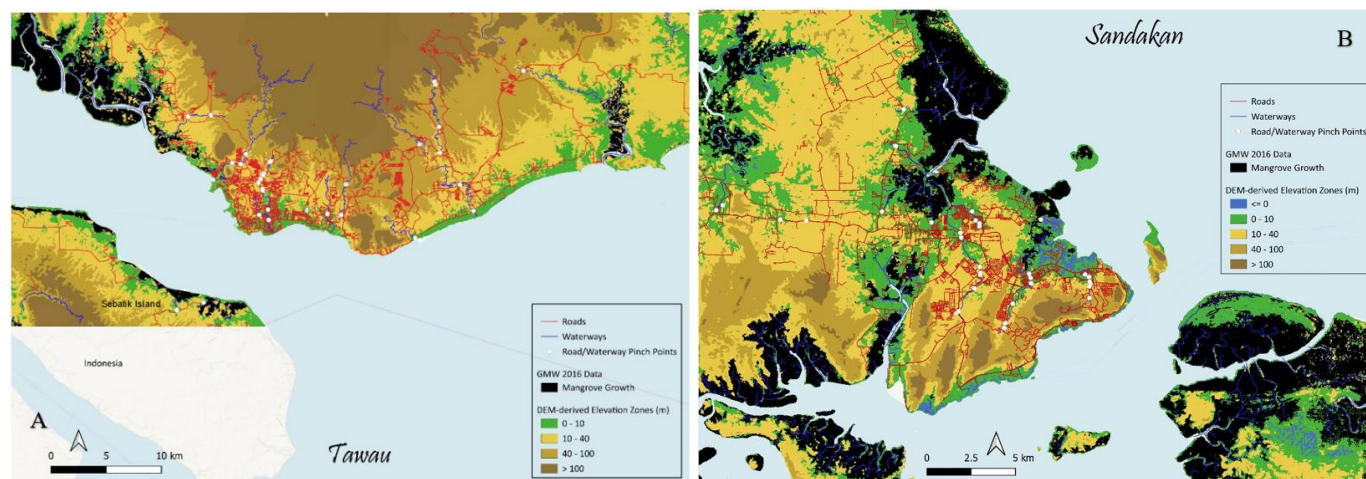 Sebatik Island
Indonesia
A
0 5 10 km
Tawau
Roads
Waterways
Road/Waterway Pinch Points
GMW 2016 Data
Mangrove Growth
DEM-derived Elevation Zones (m)
0 - 10
10 - 40
40 - 100
> 100
Sandakan
B
Roads
Waterways
Road/Waterway Pinch Points
GMW 2016 Data
Mangrove Growth
DEM-derived Elevation Zones (m)
<= 0
0 - 10
10 - 40
40 - 100
> 100
0 2.5 5 km